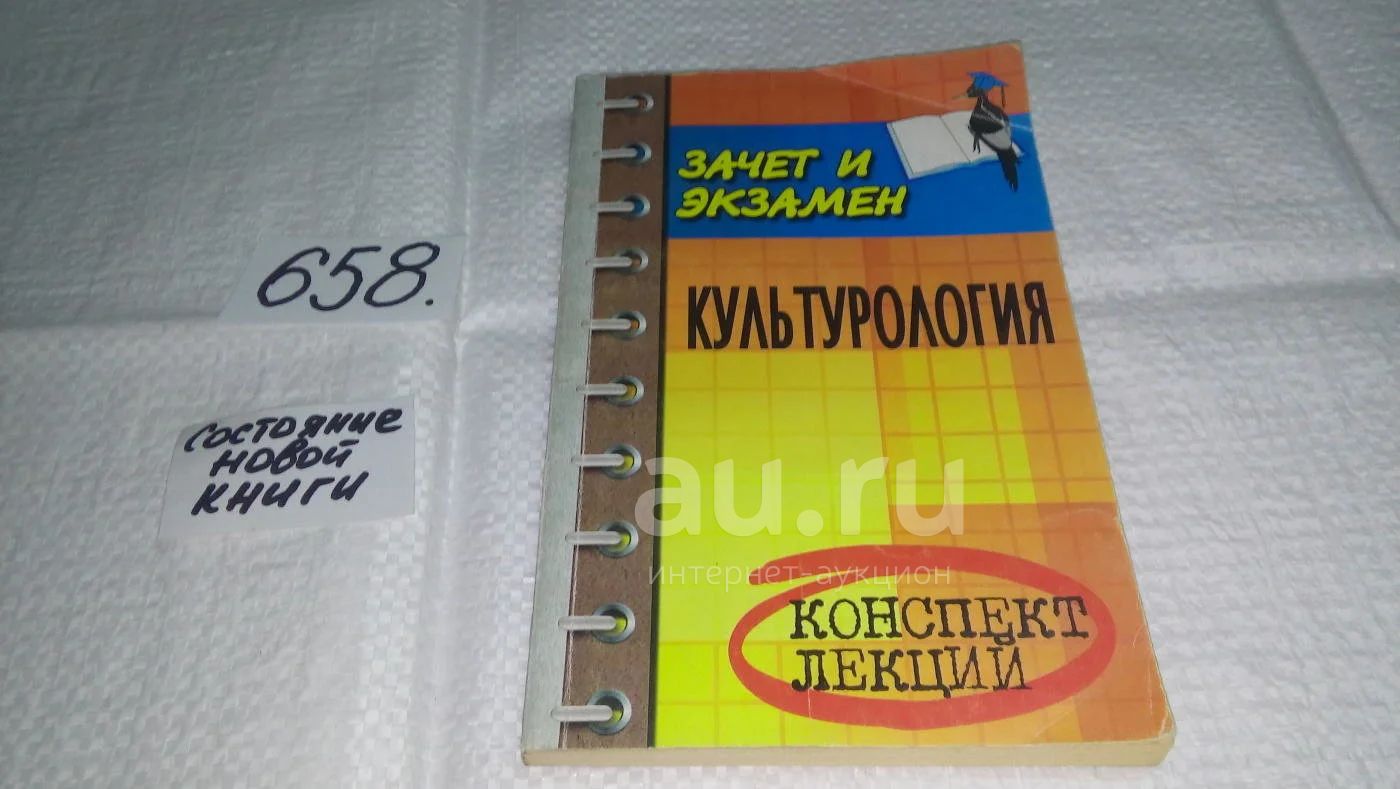 ЗАЧЕТ И
ЭКЗАМЕН
КУЛЬТУРОЛОГИЯ
КОНСПЕКТ
ЛЕКЦИЙ
658.
СОСТОЯНИЕ
НОВОЙ
КНИГИ
au.ru
интернет-аукцион